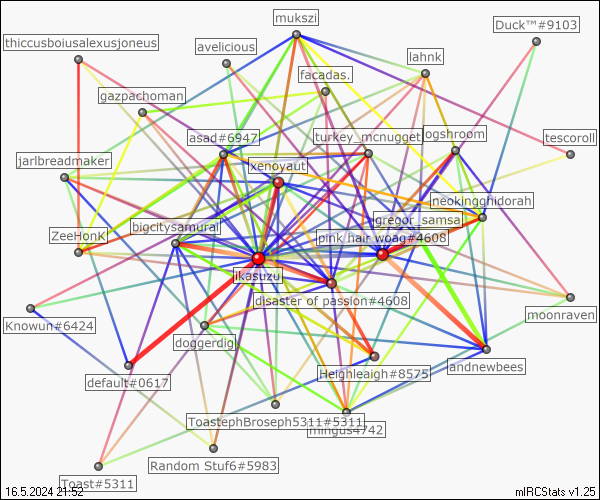 mukszi
Duck™#9103
thiccusboiusalexusjoneus
avelicious
lahnk
facadas.
gazpachoman
asad#6947
turkey_mcnugget
ogshroom
tescoroll
jarlbreadmaker
xenoyaut
neokingghidorah
gregor_samsa
bigcitysamurai
ZeeHonK
pink hair woag#4608
ikasuzu
disaster of passion#4608
moonraven
Knowun#6424
doggerdig
default#0617
Heighleaigh#8575
andnewbees
ToastephBroseph5311#5311
mingus4742
Random Stuf6#5983
Toast#5311
16.5.2024 21:52
mIRCStats v1.25